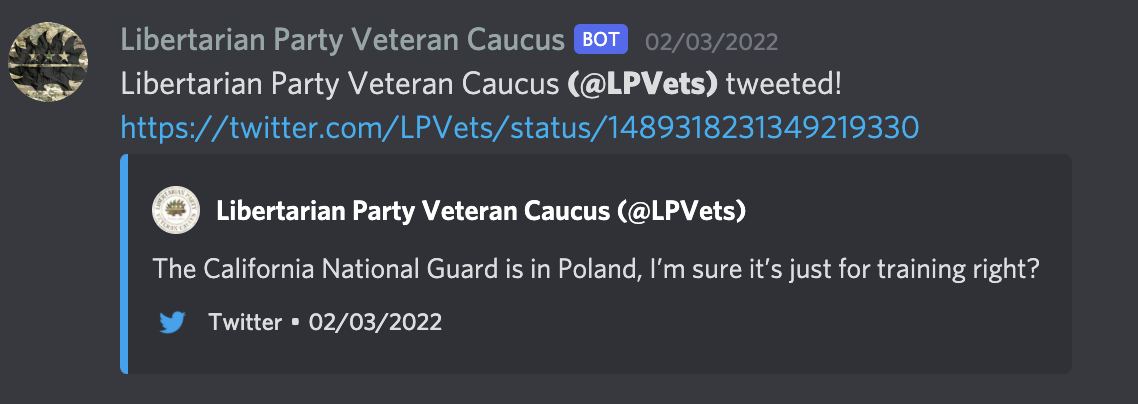 Libertarian Party Veteran Caucus BOT 02/03/2022
Libertarian Party Veteran Caucus (@LPVets) tweeted!
https://twitter.com/LPVets/status/1489318231349219330
Libertarian Party Veteran Caucus (@LPVets)
The California National Guard is in Poland, I’m sure it’s just for training right?
Twitter • 02/03/2022